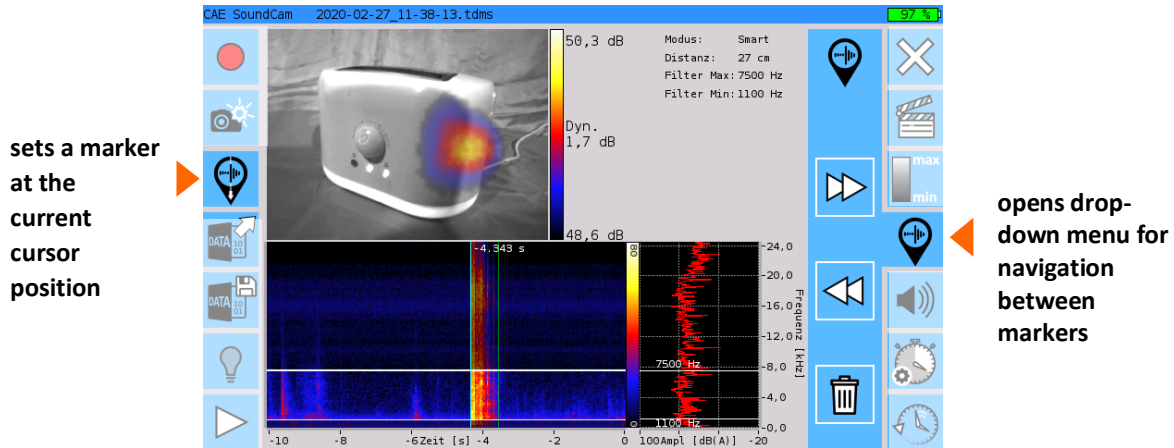 CAE SoundCam 2020-02-27_11-38-13.tdms 97 %
sets a marker
at the
current
cursor
position
50,3 dB
Dyn.
1,7 dB
48,6 dB
Modus: Smart
Distanz: 27 cm
Filter Max: 7500 Hz
Filter Min: 1100 Hz
max
min
DATA 10 01
DATA 10 01
opens drop-
down menu for
navigation
between
markers
-4.343 s
80
0
7500 Hz
1100 Hz
-24,0
-20,0
-16,0
-12,0
-8,0
-4,0
-0,0
Frequenz [kHz]
-10 -8 -6 Zeit [s] -4 -2 0
100 Ampl [dB(A)] -20